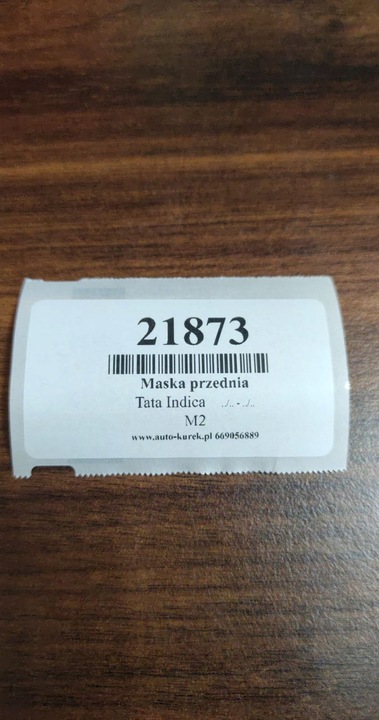 21873
Maska przednia
Tata Indica ../.. - ../..
M2
www.auto-kurek.pl 669056889